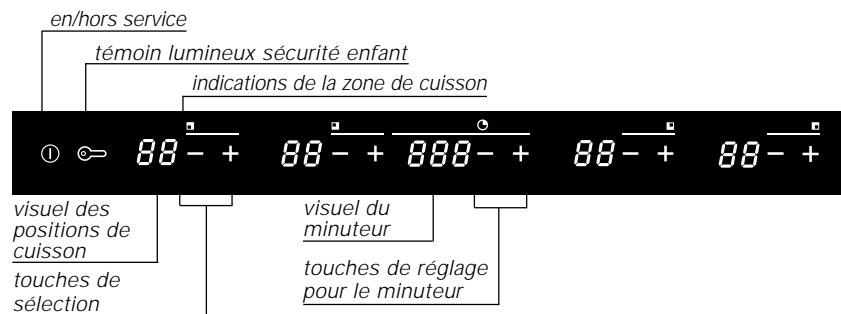 en/hors service
témoin lumineux sécurité enfant
indications de la zone de cuisson
88 − + 88 − + 888 − + 88 − + 88 − +
visuel des
positions de
cuisson
touches de
sélection
visuel du
minuteur
touches de réglage
pour le minuteur